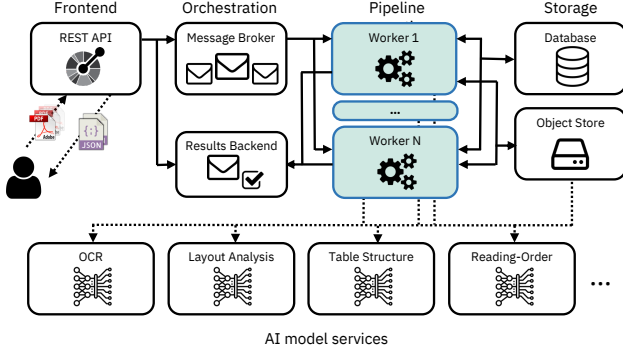 Frontend
Orchestration
Pipeline
Storage
REST API
Message Broker
Worker 1
Database
...
PDF
Adobe
{:}
JSON
Results Backend
Worker N
Object Store
OCR
Layout Analysis
Table Structure
Reading-Order
...
AI model services